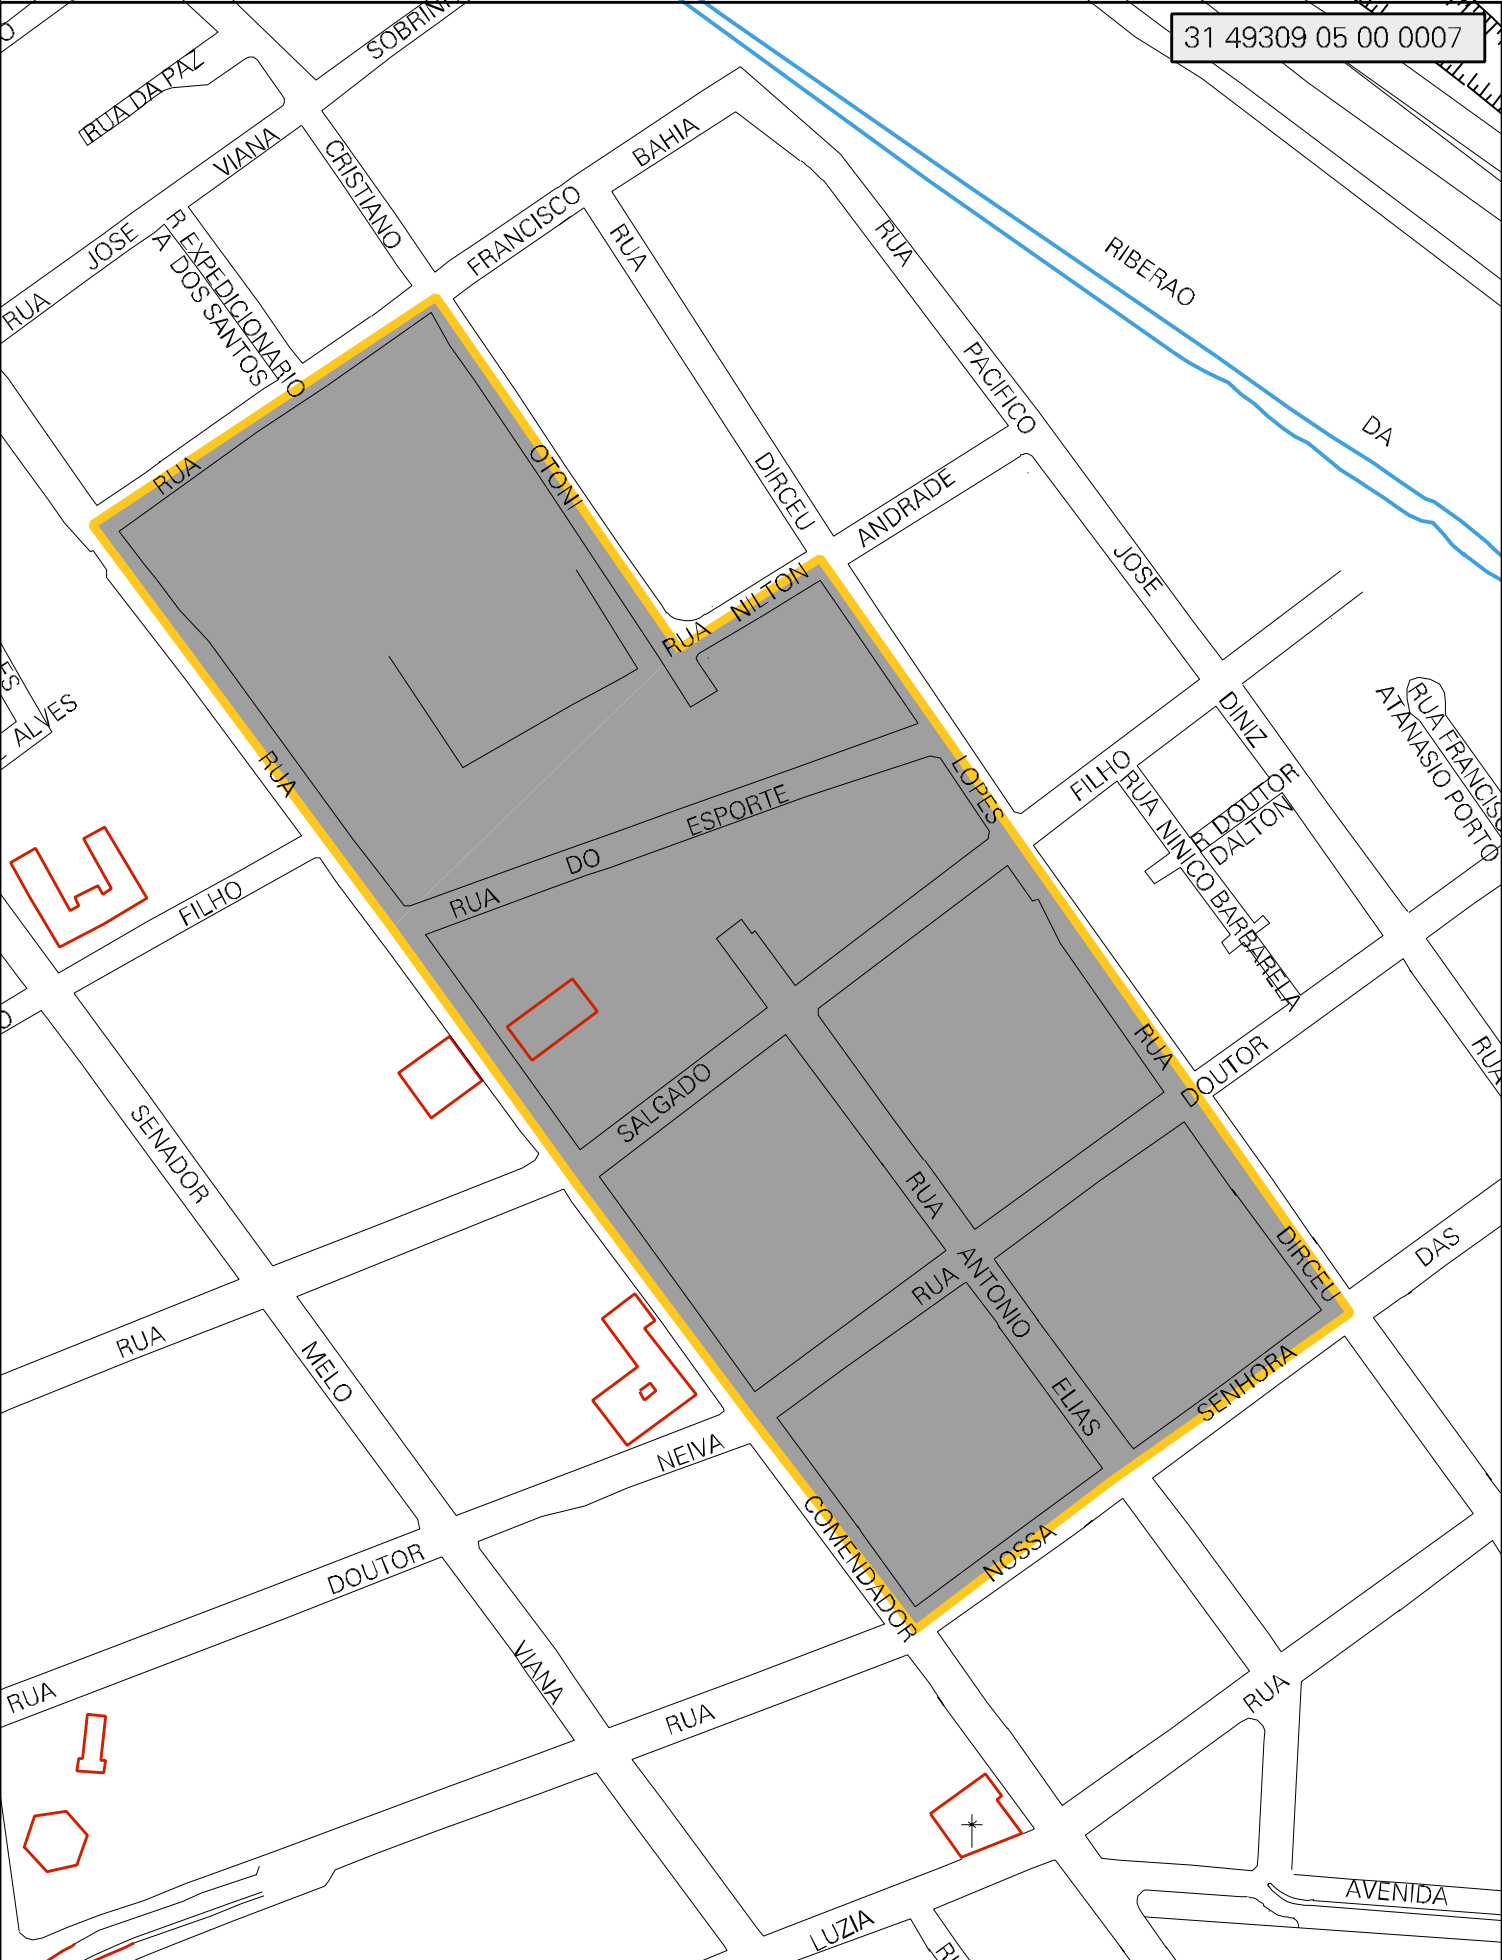 31 49309 05 00 0007
SOBRIN
RUA DA PAZ
VIANA
JOSE
RUA
CRISTIANO
BAHIA
FRANCISCO
RUA
R EXPEDICIONARIO
A DOS SANTOS
RUA
RIBERAO
DA
PACIFICO
JOSE
DINIZ
RUA
OTONI
DIRCEU
ANDRADE
NILTON
RUA
ES
ALVES
RUA
LOPES
FILHO
RUA FRANCISC
ATANASIO PORTO
R DOUTOR
DALTON
RUA NINICO BARBARELA
ESPORTE
DO
RUA
FILHO
SALGADO
RUA
DOUTOR
RUA
SENADOR
RUA
ANTONIO
ELIAS
RUA
DIRCEU
DAS
SENHORA
NOSSA
RUA
MELO
NEIVA
COMENDADOR
DOUTOR
RUA
VIANA
RUA
RUA
AVENIDA
LUZIA